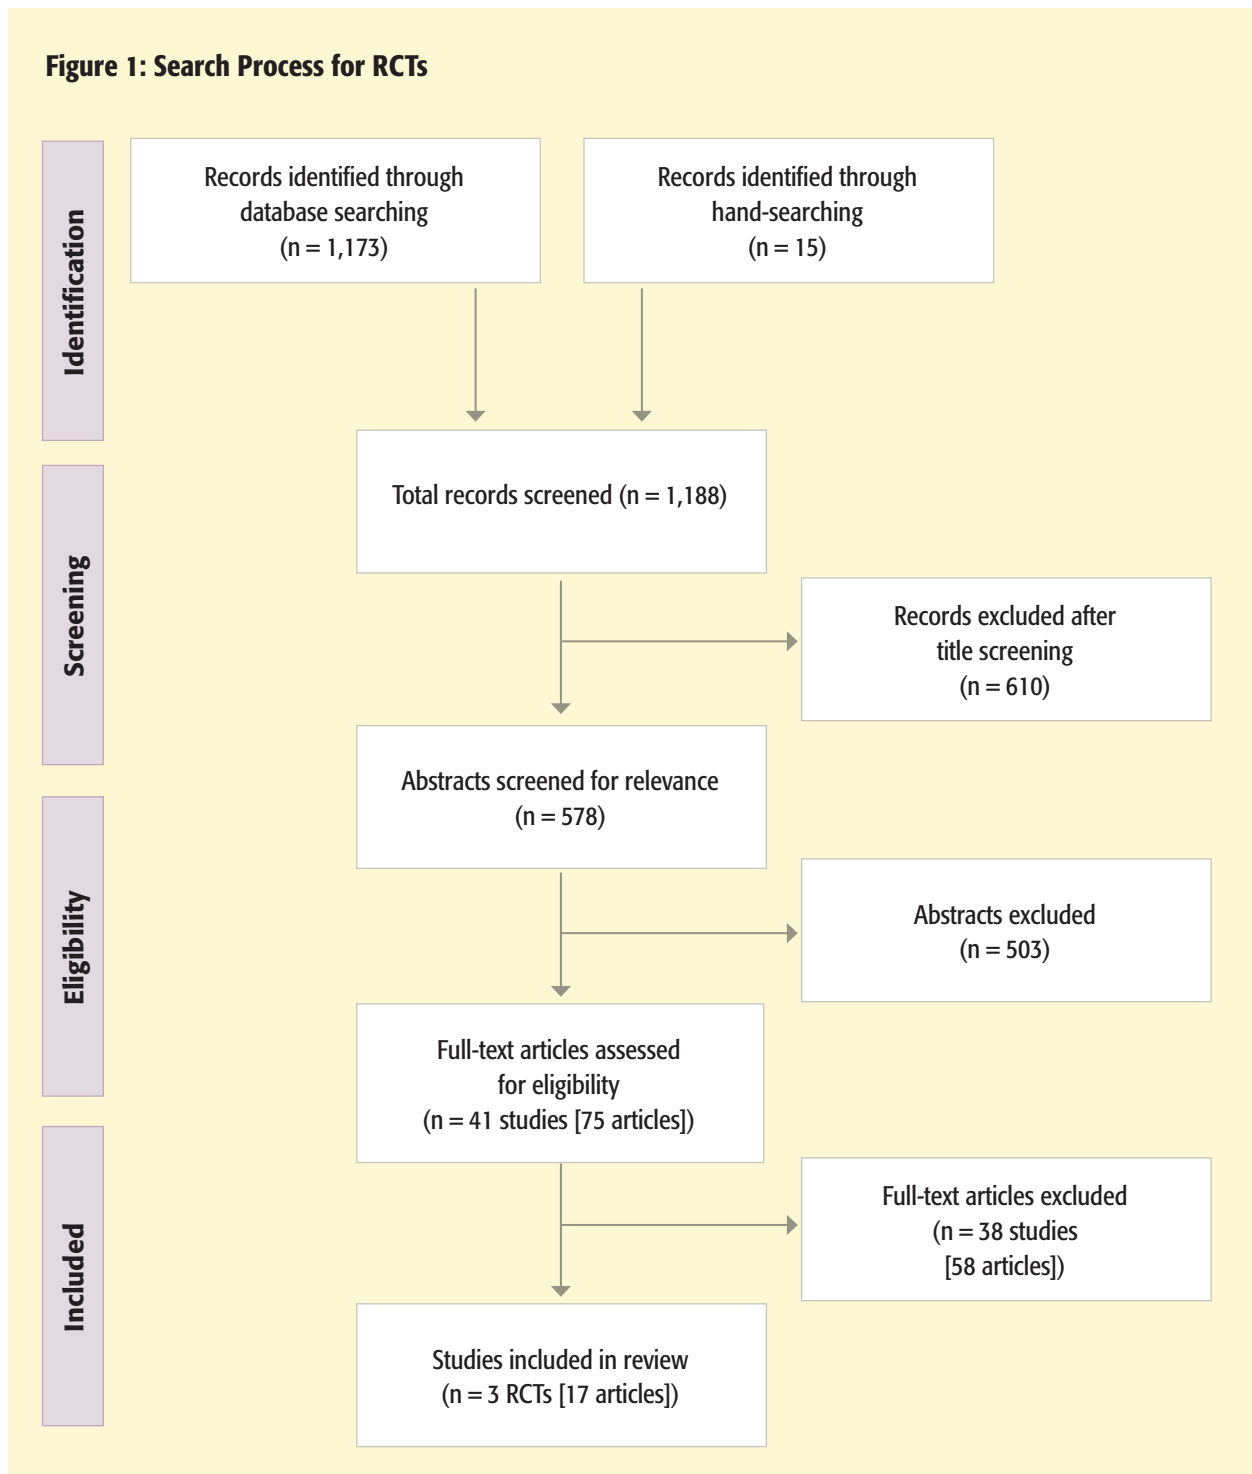 Figure 1: Search Process for RCTs
Identification
Records identified through
database searching
(n = 1,173)
Records identified through
hand-searching
(n = 15)
Screening
Total records screened (n = 1,188)
Records excluded after
title screening
(n = 610)
Abstracts screened for relevance
(n = 578)
Eligibility
Abstracts excluded
(n = 503)
Full-text articles assessed
for eligibility
(n = 41 studies [75 articles])
Included
Full-text articles excluded
(n = 38 studies
[58 articles])
Studies included in review
(n = 3 RCTs [17 articles])